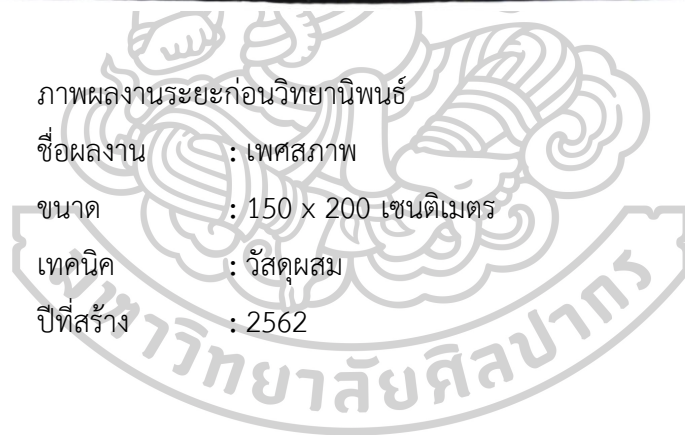 ภาพผลงานระยะก่อนวิทยานิพนธ์
ชื่อผลงาน : เพศสภาพ
ขนาด : 150 x 200 เซนติเมตร
เทคนิค : วัสดุผสม
ปีที่สร้าง : 2562
มหาวิทยาลัยศิลปากร